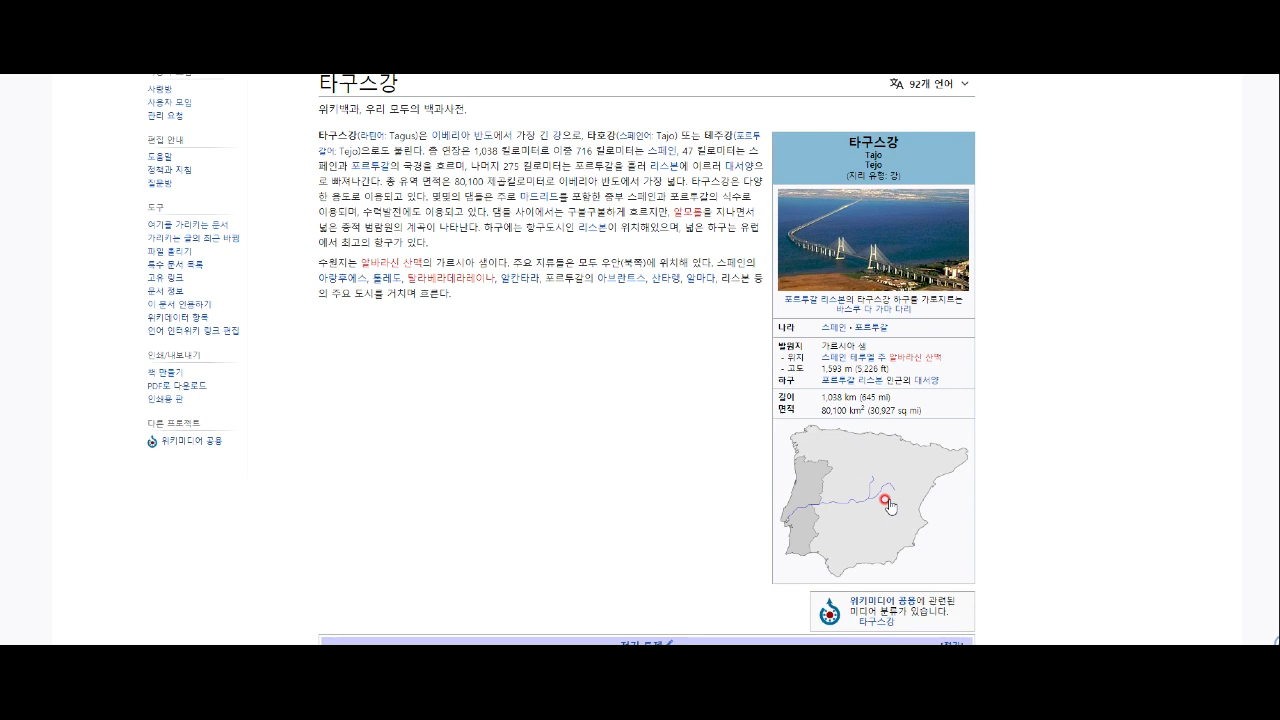 타구스강
92개 언어
위키백과, 우리 모두의 백과사전.
사랑방
사용자 모임
관리 요청
편집 안내
도움말
정책과 지침
질문방
도구
여기를 가리키는 문서
가리키는 글의 최근 바뀜
파일 올리기
특수 문서 목록
고유 링크
문서 정보
이 문서 인용하기
위키데이터 항목
언어 인터위키 링크 편집
인쇄/내보내기
책 만들기
PDF로 다운로드
인쇄용 판
다른 프로젝트
위키미디어 공용
타구스강(라틴어: Tagus)은 이베리아 반도에서 가장 긴 강으로, 타호강(스페인어: Tajo) 또는 테주강(포르투
갈어: Tejo)으로도 불린다. 총 연장은 1,038 킬로미터로 이중 716 킬로미터는 스페인, 47 킬로미터는 스
페인과 포르투갈의 국경을 흐르며, 나머지 275 킬로미터는 포르투갈을 흘러 리스본에 이르러 대서양으
로 빠져나간다. 총 유역 면적은 80,100 제곱킬로미터로 이베리아 반도에서 가장 넓다. 타구스강은 다양
한 용도로 이용되고 있다. 몇몇의 댐들은 주로 마드리드를 포함한 중부 스페인과 포르투갈의 식수로
이용되며, 수력발전에도 이용되고 있다. 댐들 사이에서는 구불구불하게 흐르지만, 알모롤을 지나면서
넓은 충적 범람원의 계곡이 나타난다. 하구에는 항구도시인 리스본이 위치해있으며, 넓은 하구는 유럽
에서 최고의 항구가 있다.
수원지는 알바라신 산맥의 가르시아 샘이다. 주요 지류들은 모두 우안(북쪽)에 위치해 있다. 스페인의
아랑후에스, 톨레도, 탈라베라데라레이나, 알칸타라, 포르투갈의 아브란트스, 산타렝, 알마다, 리스본 등
의 주요 도시를 거치며 흐른다.
타구스강
Tajo
Tejo
(지리 유형: 강)
포르투갈 리스본의 타구스강 하구를 가로지르는
바스쿠 다 가마 다리
나라 스페인 · 포르투갈
발원지 가르시아 샘
- 위치 스페인 테루엘 주 알바라신 산맥
- 고도 1,593 m (5,226 ft)
하구 포르투갈 리스본 인근의 대서양
길이 1,038 km (645 mi)
면적 80,100 km² (30,927 sq mi)
위키미디어 공용에 관련된
미디어 분류가 있습니다.
타구스강